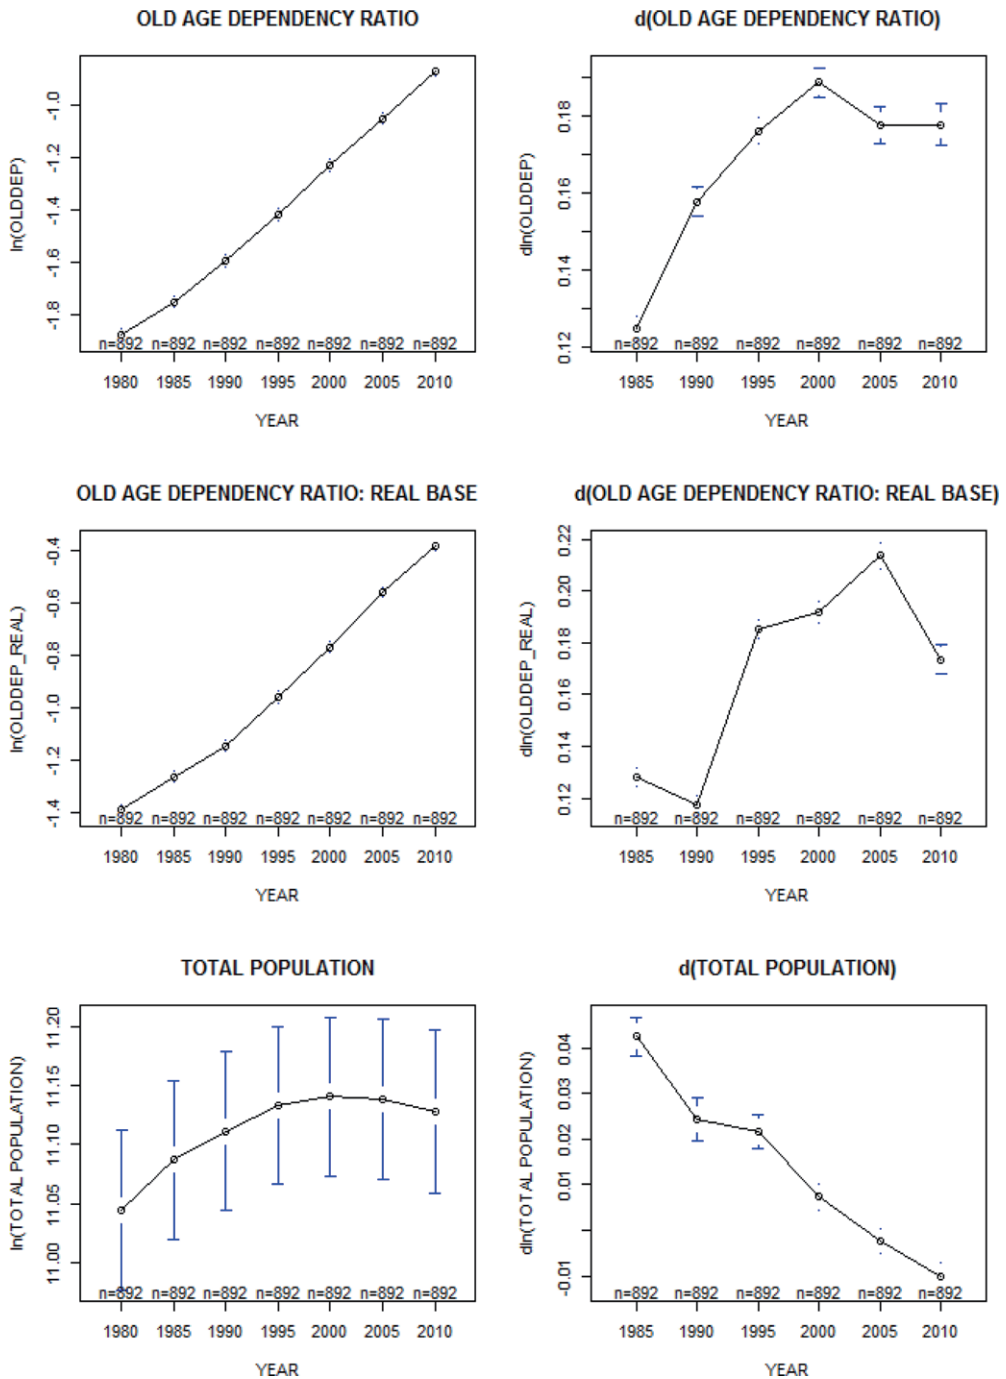 OLD AGE DEPENDENCY RATIO
ln(OLDDEP)
-1.0
-1.2
-1.4
-1.6
-1.8
n=892 n=892 n=892 n=892 n=892 n=892 n=892
1980 1985 1990 1995 2000 2005 2010
YEAR
d(OLD AGE DEPENDENCY RATIO)
dln(OLDDEP)
0.18
0.16
0.14
0.12
n=892 n=892 n=892 n=892 n=892 n=892
1985 1990 1995 2000 2005 2010
YEAR
OLD AGE DEPENDENCY RATIO: REAL BASE
ln(OLDDEP_REAL)
-0.4
-0.6
-0.8
-1.0
-1.2
-1.4
n=892 n=892 n=892 n=892 n=892 n=892 n=892
1980 1985 1990 1995 2000 2005 2010
YEAR
d(OLD AGE DEPENDENCY RATIO: REAL BASE)
dln(OLDDEP_REAL)
0.22
0.20
0.18
0.16
0.14
0.12
n=892 n=892 n=892 n=892 n=892 n=892
1985 1990 1995 2000 2005 2010
YEAR
TOTAL POPULATION
ln(TOTAL POPULATION)
11.20
11.15
11.10
11.05
11.00
n=892 n=892 n=892 n=892 n=892 n=892 n=892
1980 1985 1990 1995 2000 2005 2010
YEAR
d(TOTAL POPULATION)
dln(TOTAL POPULATION)
0.04
0.03
0.02
0.01
-0.01
n=892 n=892 n=892 n=892 n=892 n=892
1985 1990 1995 2000 2005 2010
YEAR